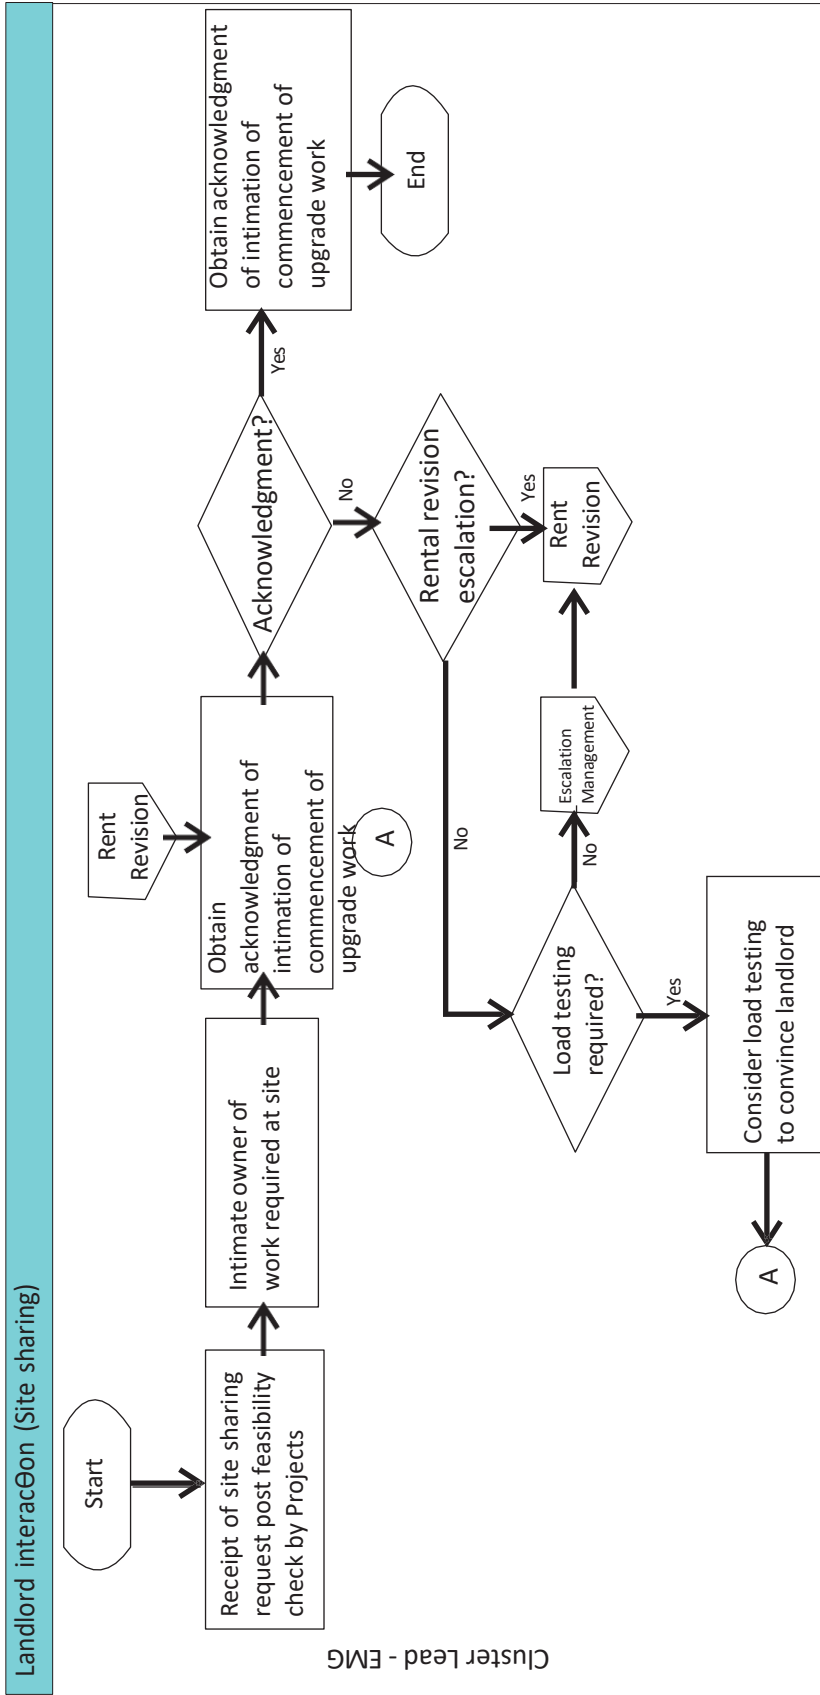 Landlord interacƟon (Site sharing)
Cluster Lead - EMG
Start
Receipt of site sharing
request post feasibility
check by Projects
Intimate owner of
work required at site
Rent
Revision
Obtain
acknowledgment of
intimation of
commencement of
upgrade work
A
Acknowledgment?
Yes
Obtain acknowledgment
of intimation of
commencement of
upgrade work
End
No
Rental revision
escalation?
Yes
Rent
Revision
No
Load testing
required?
No
Escalation
Management
Yes
Consider load testing
to convince landlord
A